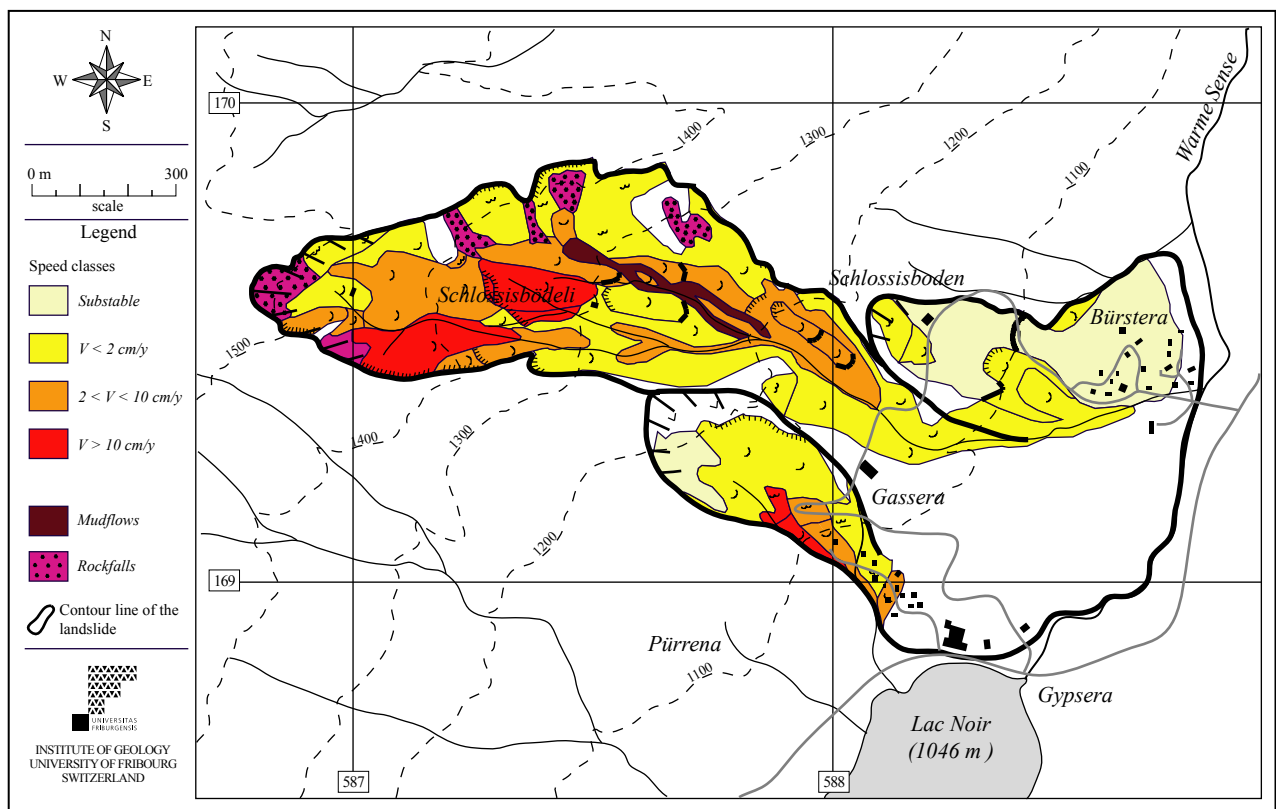 N
W E
S
0 m 300
scale
Legend
Speed classes
Substable
V < 2 cm/y
2 < V < 10 cm/y
V > 10 cm/y
Mudflows
Rockfalls
Contour line of the
landslide
UNIVERSITAS
FRIBURGENSIS
INSTITUTE OF GEOLOGY
UNIVERSITY OF FRIBOURG
SWITZERLAND
170
169
587
588
1400
1300
1200
1100
Warme Sense
Schlossisboden
Bürstera
Schlossisbödeli
1500
1400
1300
1200
1100
1100
Gassera
Pürrena
Gypsera
Lac Noir
(1046 m )